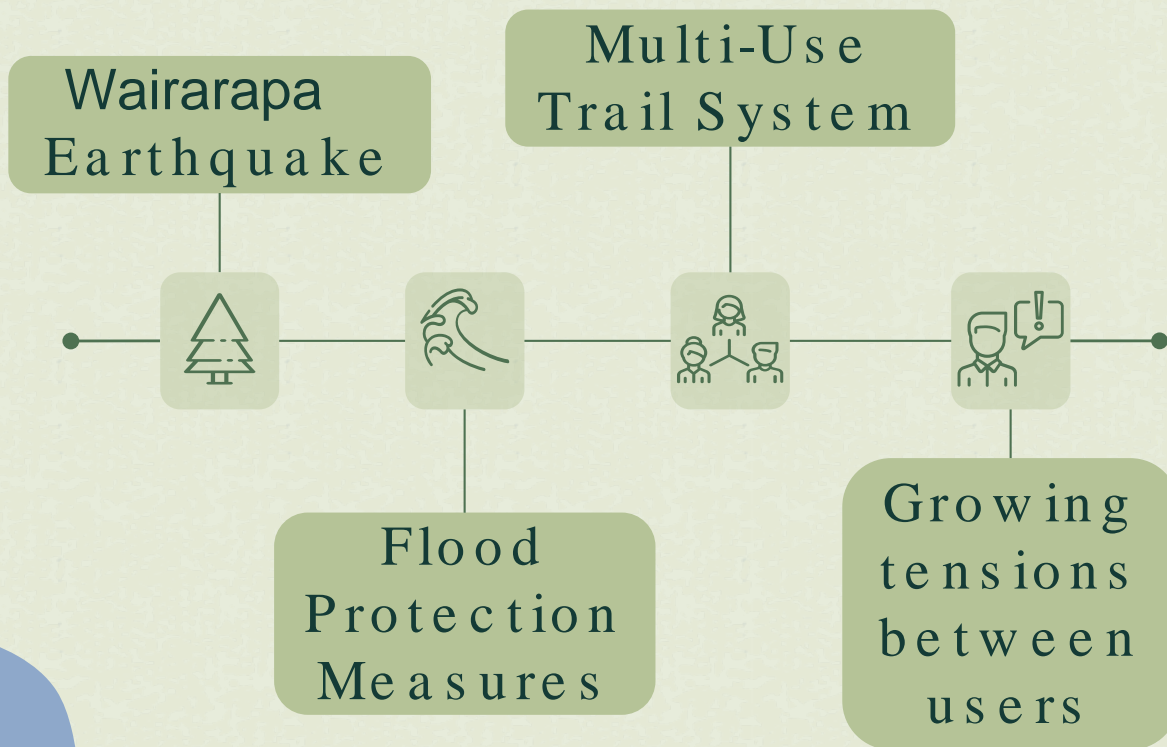 Wairarapa
Earthquake
Flood
Protection
Measures
Multi-Use
Trail System
Growing
tensions
between
users